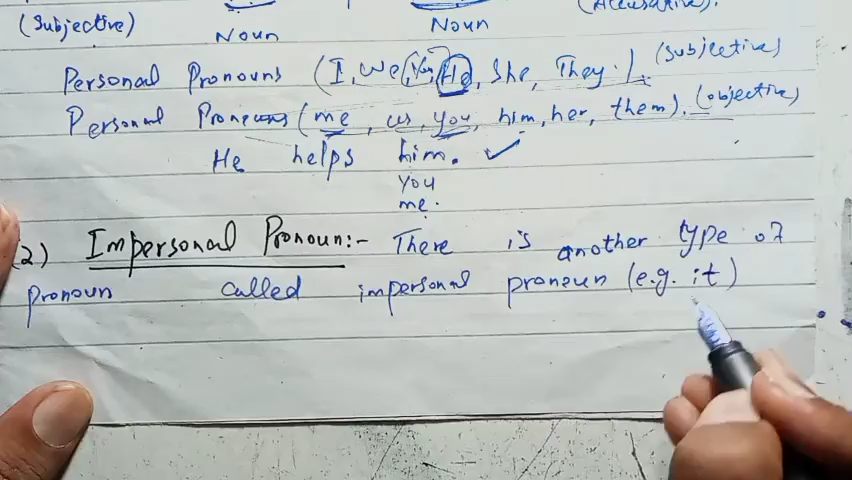 (Subjective) Noun Noun (Accusative).
Personal Pronouns (I, We, You, He, She, They.) (Subjective)
Personal Pronouns (me, us, you, him, her, them). (objective)
He helps him. ✓
you
me.
(2) Impersonal Pronoun:- There is another type of
pronoun called impersonal pronoun (e.g. it)